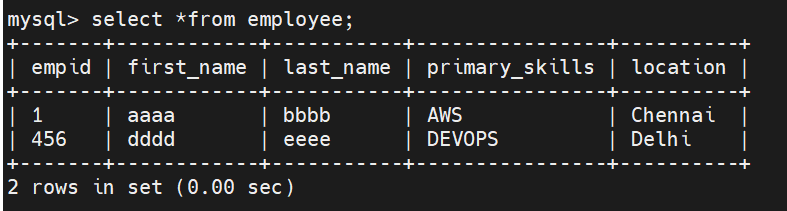 mysql> select *from employee;
+-------+------------+-----------+----------------+----------+
| empid | first_name | last_name | primary_skills | location |
+-------+------------+-----------+----------------+----------+
| 1     | aaaa       | bbbb      | AWS            | Chennai  |
| 456   | dddd       | eeee      | DEVOPS         | Delhi    |
+-------+------------+-----------+----------------+----------+
2 rows in set (0.00 sec)